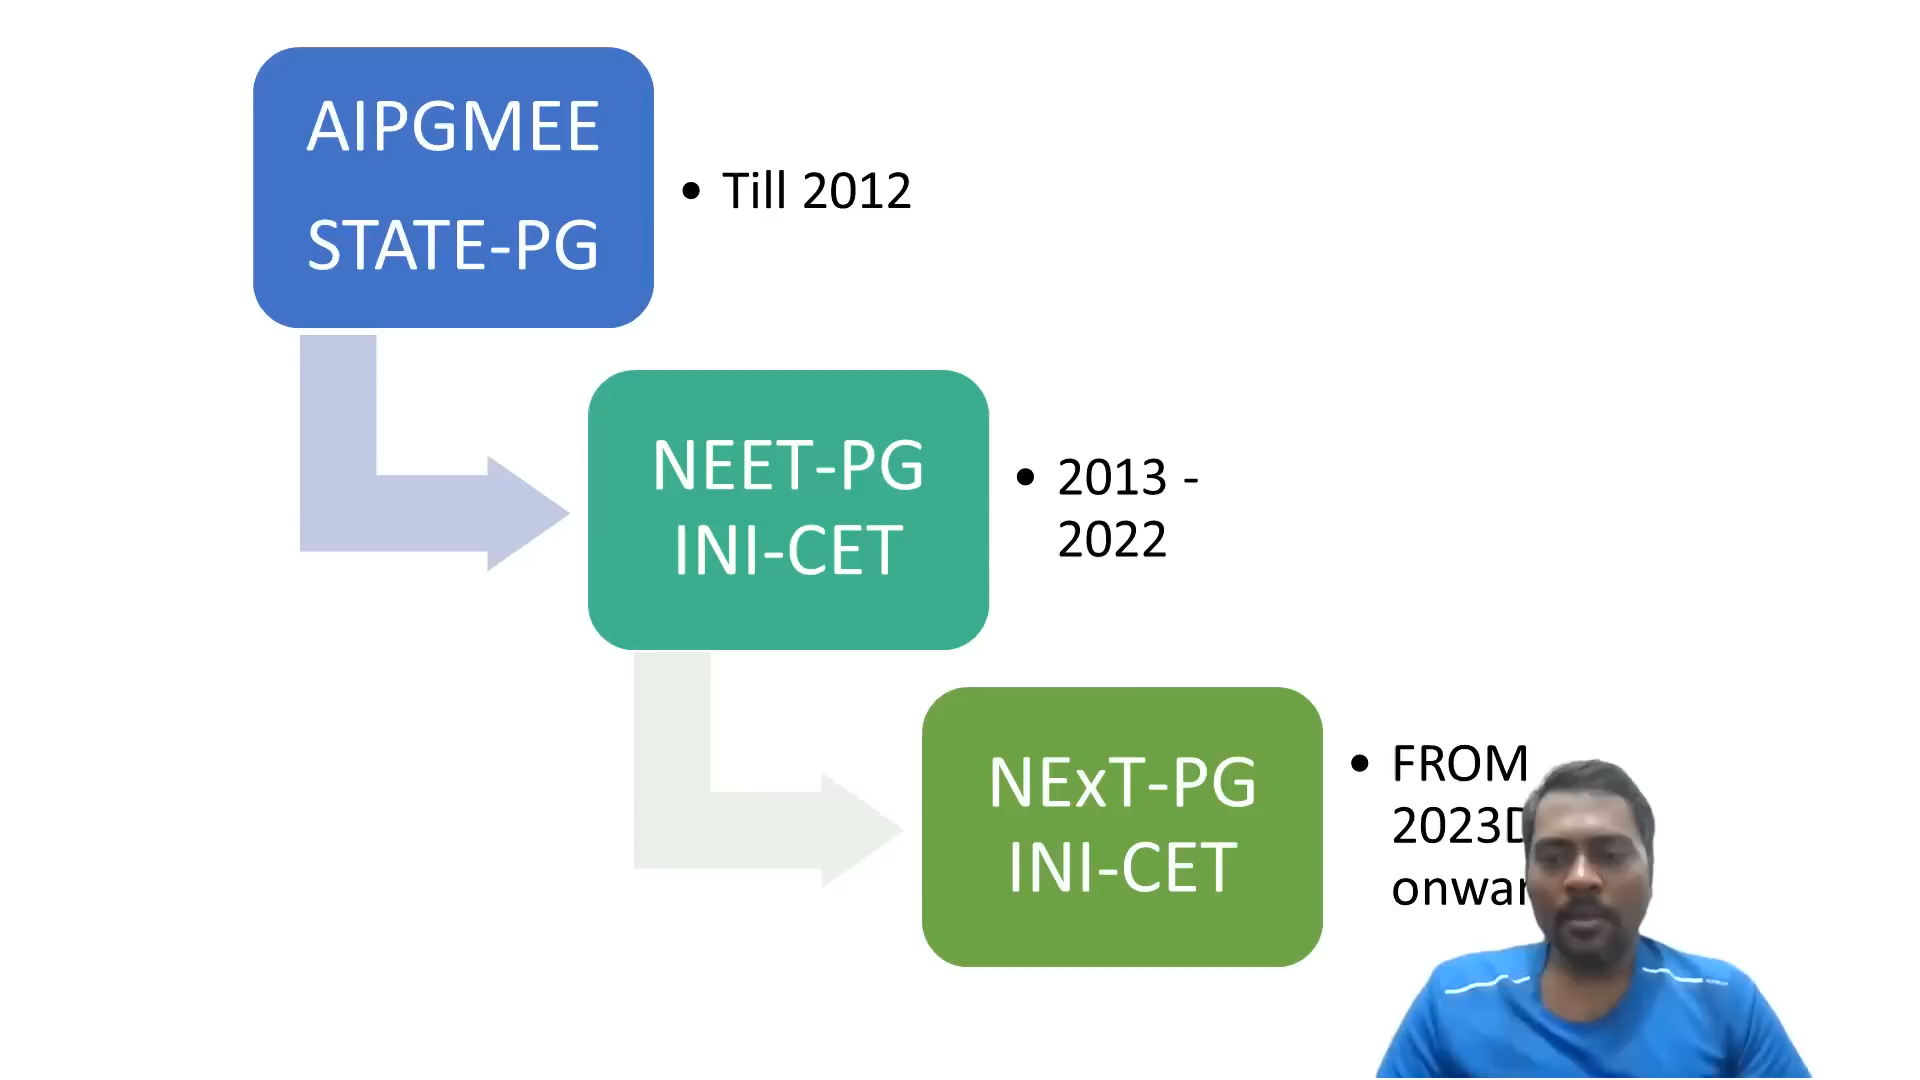 AIPGMEE
STATE-PG
• Till 2012
NEET-PG
INI-CET
• 2013 -
2022
NExT-PG
INI-CET
• FROM